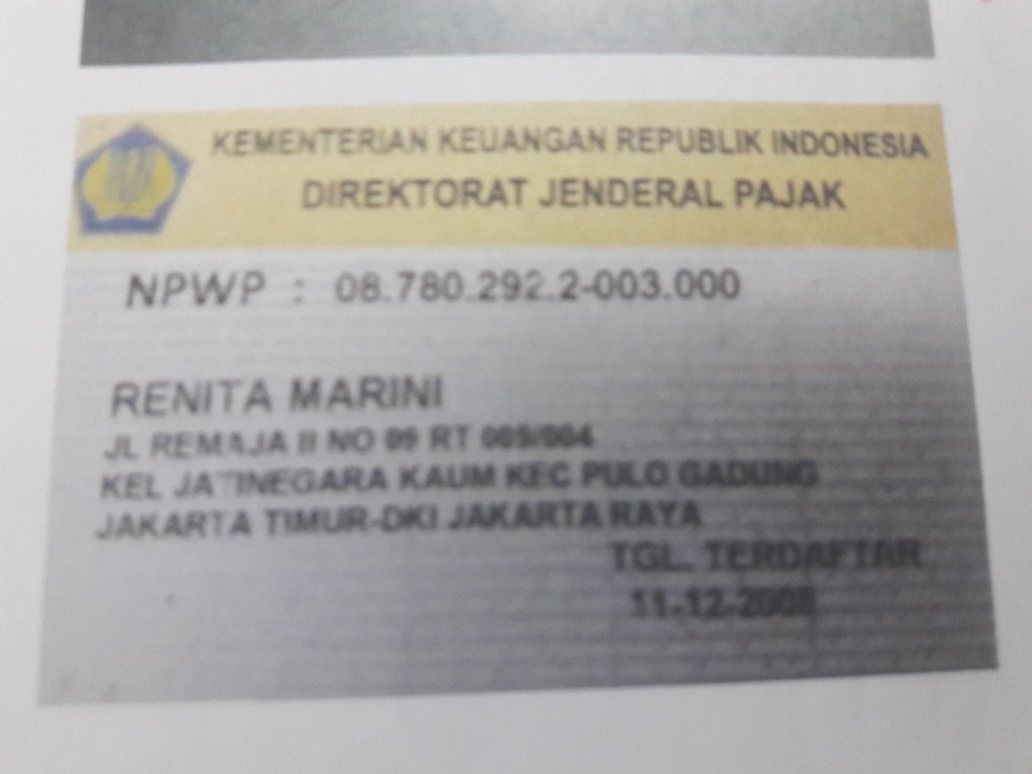 KEMENTERIAN KEUANGAN REPUBLIK INDONESIA
DIREKTORAT JENDERAL PAJAK
NPWP : 08.780.292.2-003.000
RENITA MARINI
JL REMAJA II NO 09 RT 005/004
KEL JATINEGARA KAUM KEC PULO GADUNG
JAKARTA TIMUR-DKI JAKARTA RAYA
TGL. TERDAFTAR
11-12-2008